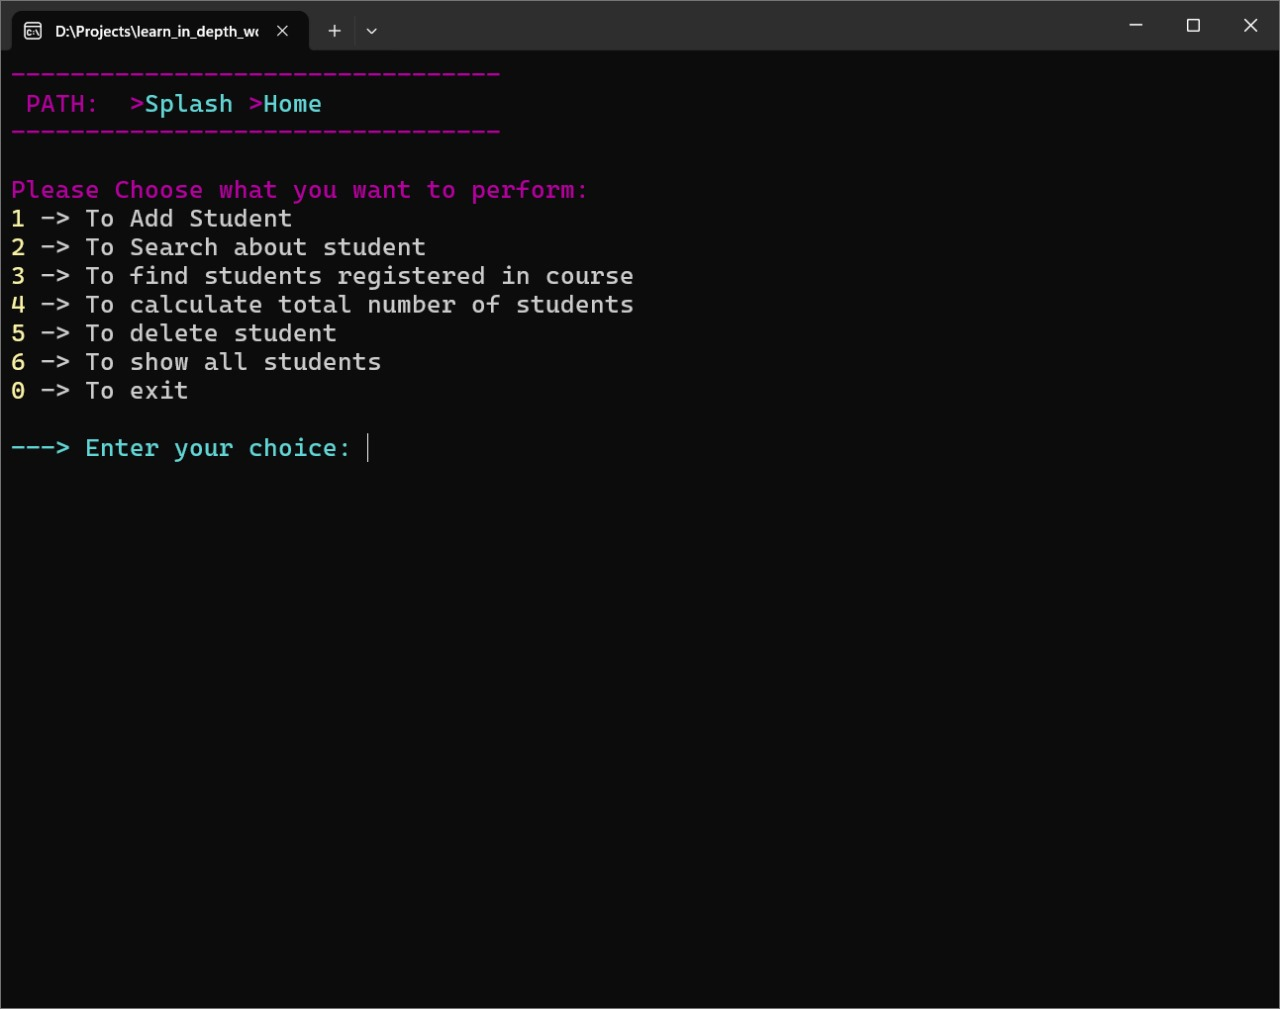 D:\Projects\learn_in_depth_wo
---------------------------------
PATH:  >Splash >Home
---------------------------------
Please Choose what you want to perform:
1 -> To Add Student
2 -> To Search about student
3 -> To find students registered in course
4 -> To calculate total number of students
5 -> To delete student
6 -> To show all students
0 -> To exit
---> Enter your choice: